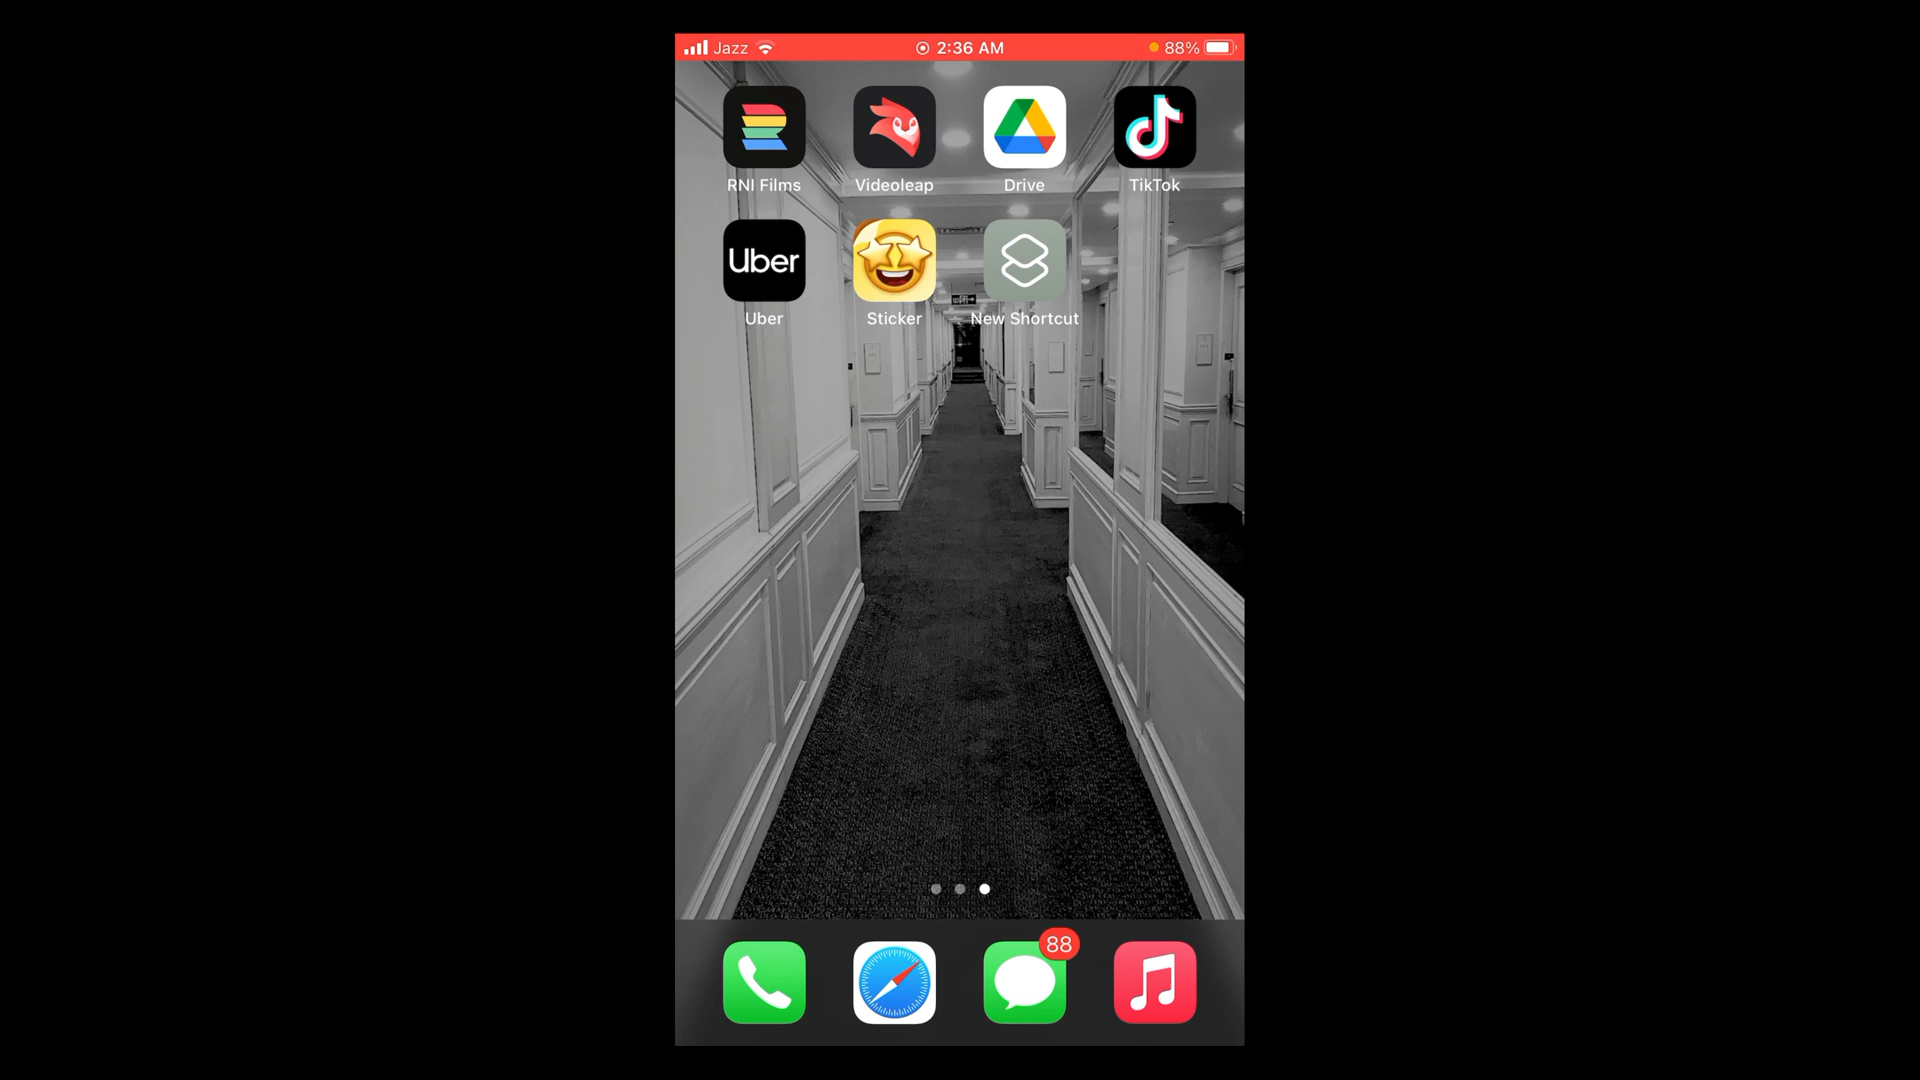 Jazz 2:36 AM 88%
RNI Films Videoleap Drive TikTok
Uber
Uber Sticker New Shortcut
88